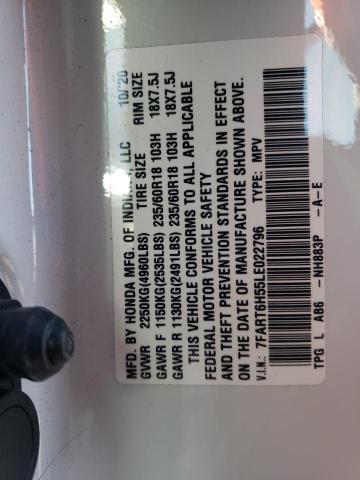 MFD. BY HONDA MFG. OF INDIANA, LLC 10/'20
GVWR 2250KG(4960LBS) TIRE SIZE RIM SIZE
GAWR F 1150KG(2535LBS) 235/60R18 103H 18X7.5J
GAWR R 1130KG(2491LBS) 235/60R18 103H 18X7.5J
THIS VEHICLE CONFORMS TO ALL APPLICABLE
FEDERAL MOTOR VEHICLE SAFETY
AND THEFT PREVENTION STANDARDS IN EFFECT
ON THE DATE OF MANUFACTURE SHOWN ABOVE.
V.I.N.: 7FART6H55LE022796 TYPE: MPV
TPG L AB6 -NH883P -A-E